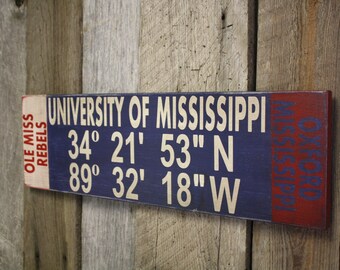 OLE MISS
REBELS
UNIVERSITY OF MISSISSIPPI
34° 21' 53" N
89° 32' 18" W
OXFORD
MISSISSIPPI